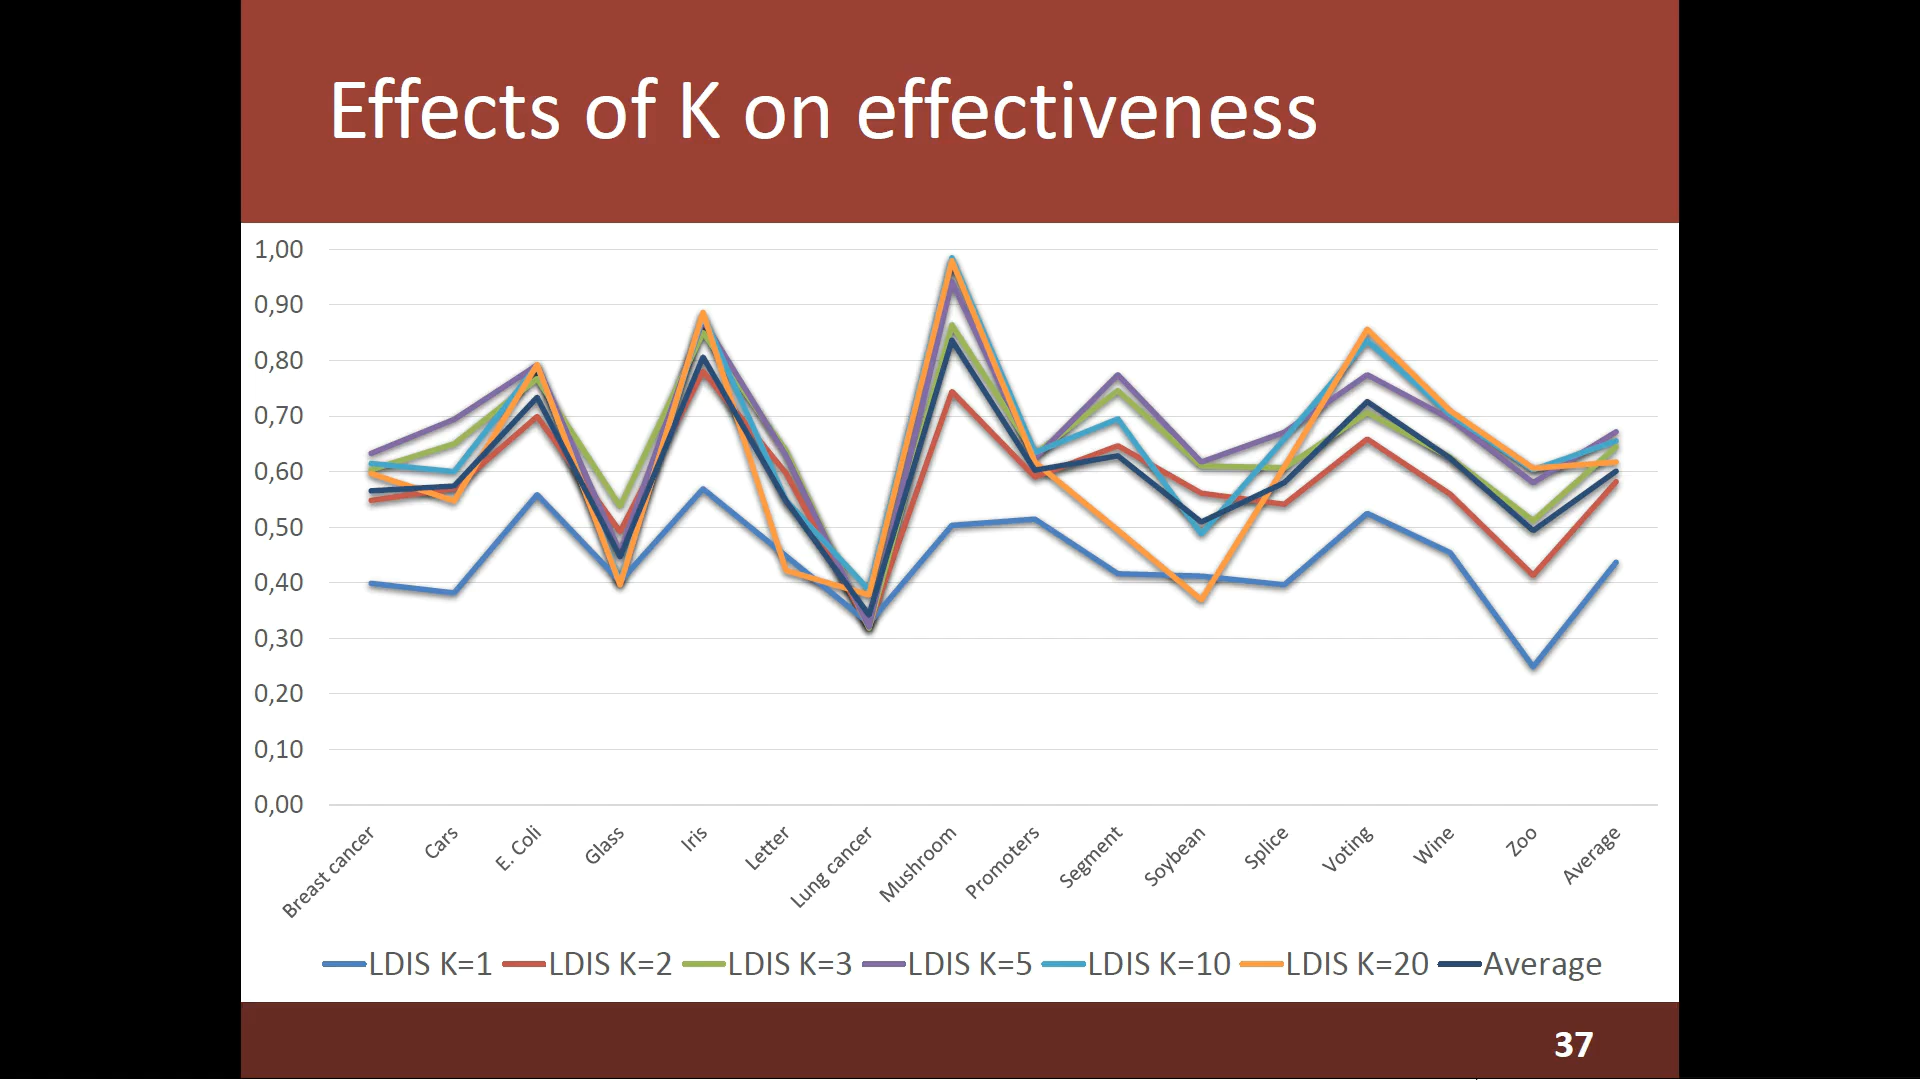 Effects of K on effectiveness
1,00
0,90
0,80
0,70
0,60
0,50
0,40
0,30
0,20
0,10
0,00
Breast cancer
Cars
E. Coli
Glass
Iris
Letter
Lung cancer
Mushroom
Promoters
Segment
Soybean
Splice
Voting
Wine
Zoo
Average
LDIS K=1 LDIS K=2 LDIS K=3 LDIS K=5 LDIS K=10 LDIS K=20 Average
37